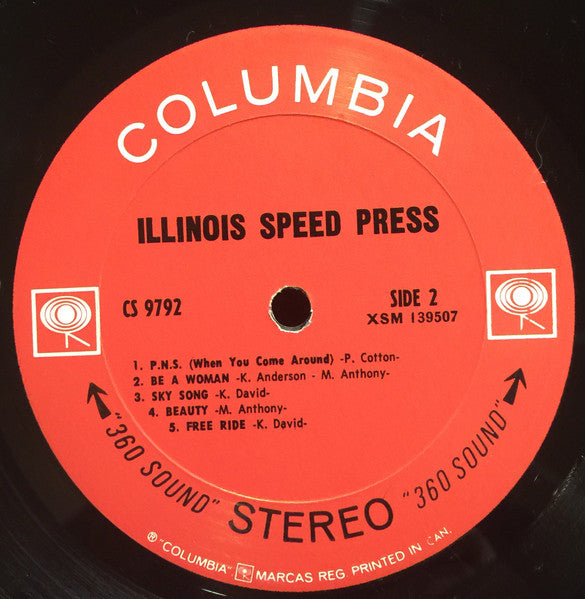 COLUMBIA
ILLINOIS SPEED PRESS
CS 9792
SIDE 2
XSM 139507
1. P.N.S. (When You Come Around) -P. Cotton-
2. BE A WOMAN -K. Anderson - M. Anthony-
3. SKY SONG -K. David-
4. BEAUTY -M. Anthony-
5. FREE RIDE -K. David-
"360 SOUND" STEREO "360 SOUND"
® "COLUMBIA" MARCAS REG. PRINTED IN CAN.